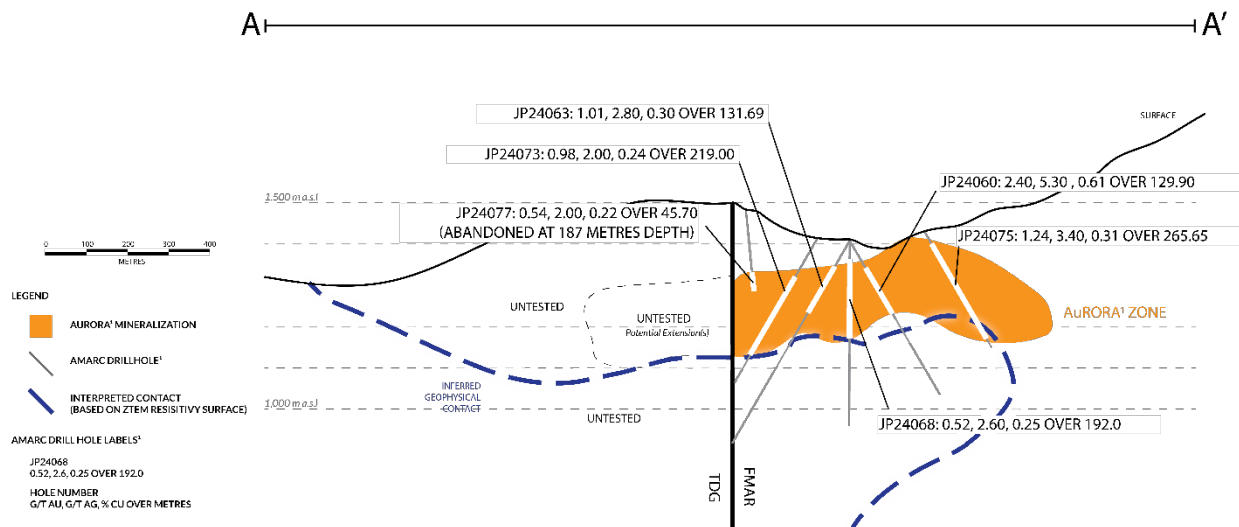 A
A'
JP24063: 1.01, 2.80, 0.30 OVER 131.69
SURFACE
JP24073: 0.98, 2.00, 0.24 OVER 219.00
JP24060: 2.40, 5.30 , 0.61 OVER 129.90
1,500 m a.s.l
JP24077: 0.54, 2.00, 0.22 OVER 45.70
(ABANDONED AT 187 METRES DEPTH)
JP24075: 1.24, 3.40, 0.31 OVER 265.65
0 100 200 300 400
METRES
LEGEND
AURORA¹ MINERALIZATION
AMARC DRILLHOLE¹
INTERPRETED CONTACT
(BASED ON ZTEM RESISITIVY SURFACE)
AMARC DRILL HOLE LABELS¹
JP24068
0.52, 2.6, 0.25 OVER 192.0
HOLE NUMBER
G/T AU, G/T AG, % CU OVER METRES
UNTESTED
UNTESTED
Potential Extension(s)
AuRORA¹ ZONE
INFERRED
GEOPHYSICAL
CONTACT
1,000 m a.s.l
UNTESTED
JP24068: 0.52, 2.60, 0.25 OVER 192.0
TDG
FMAR